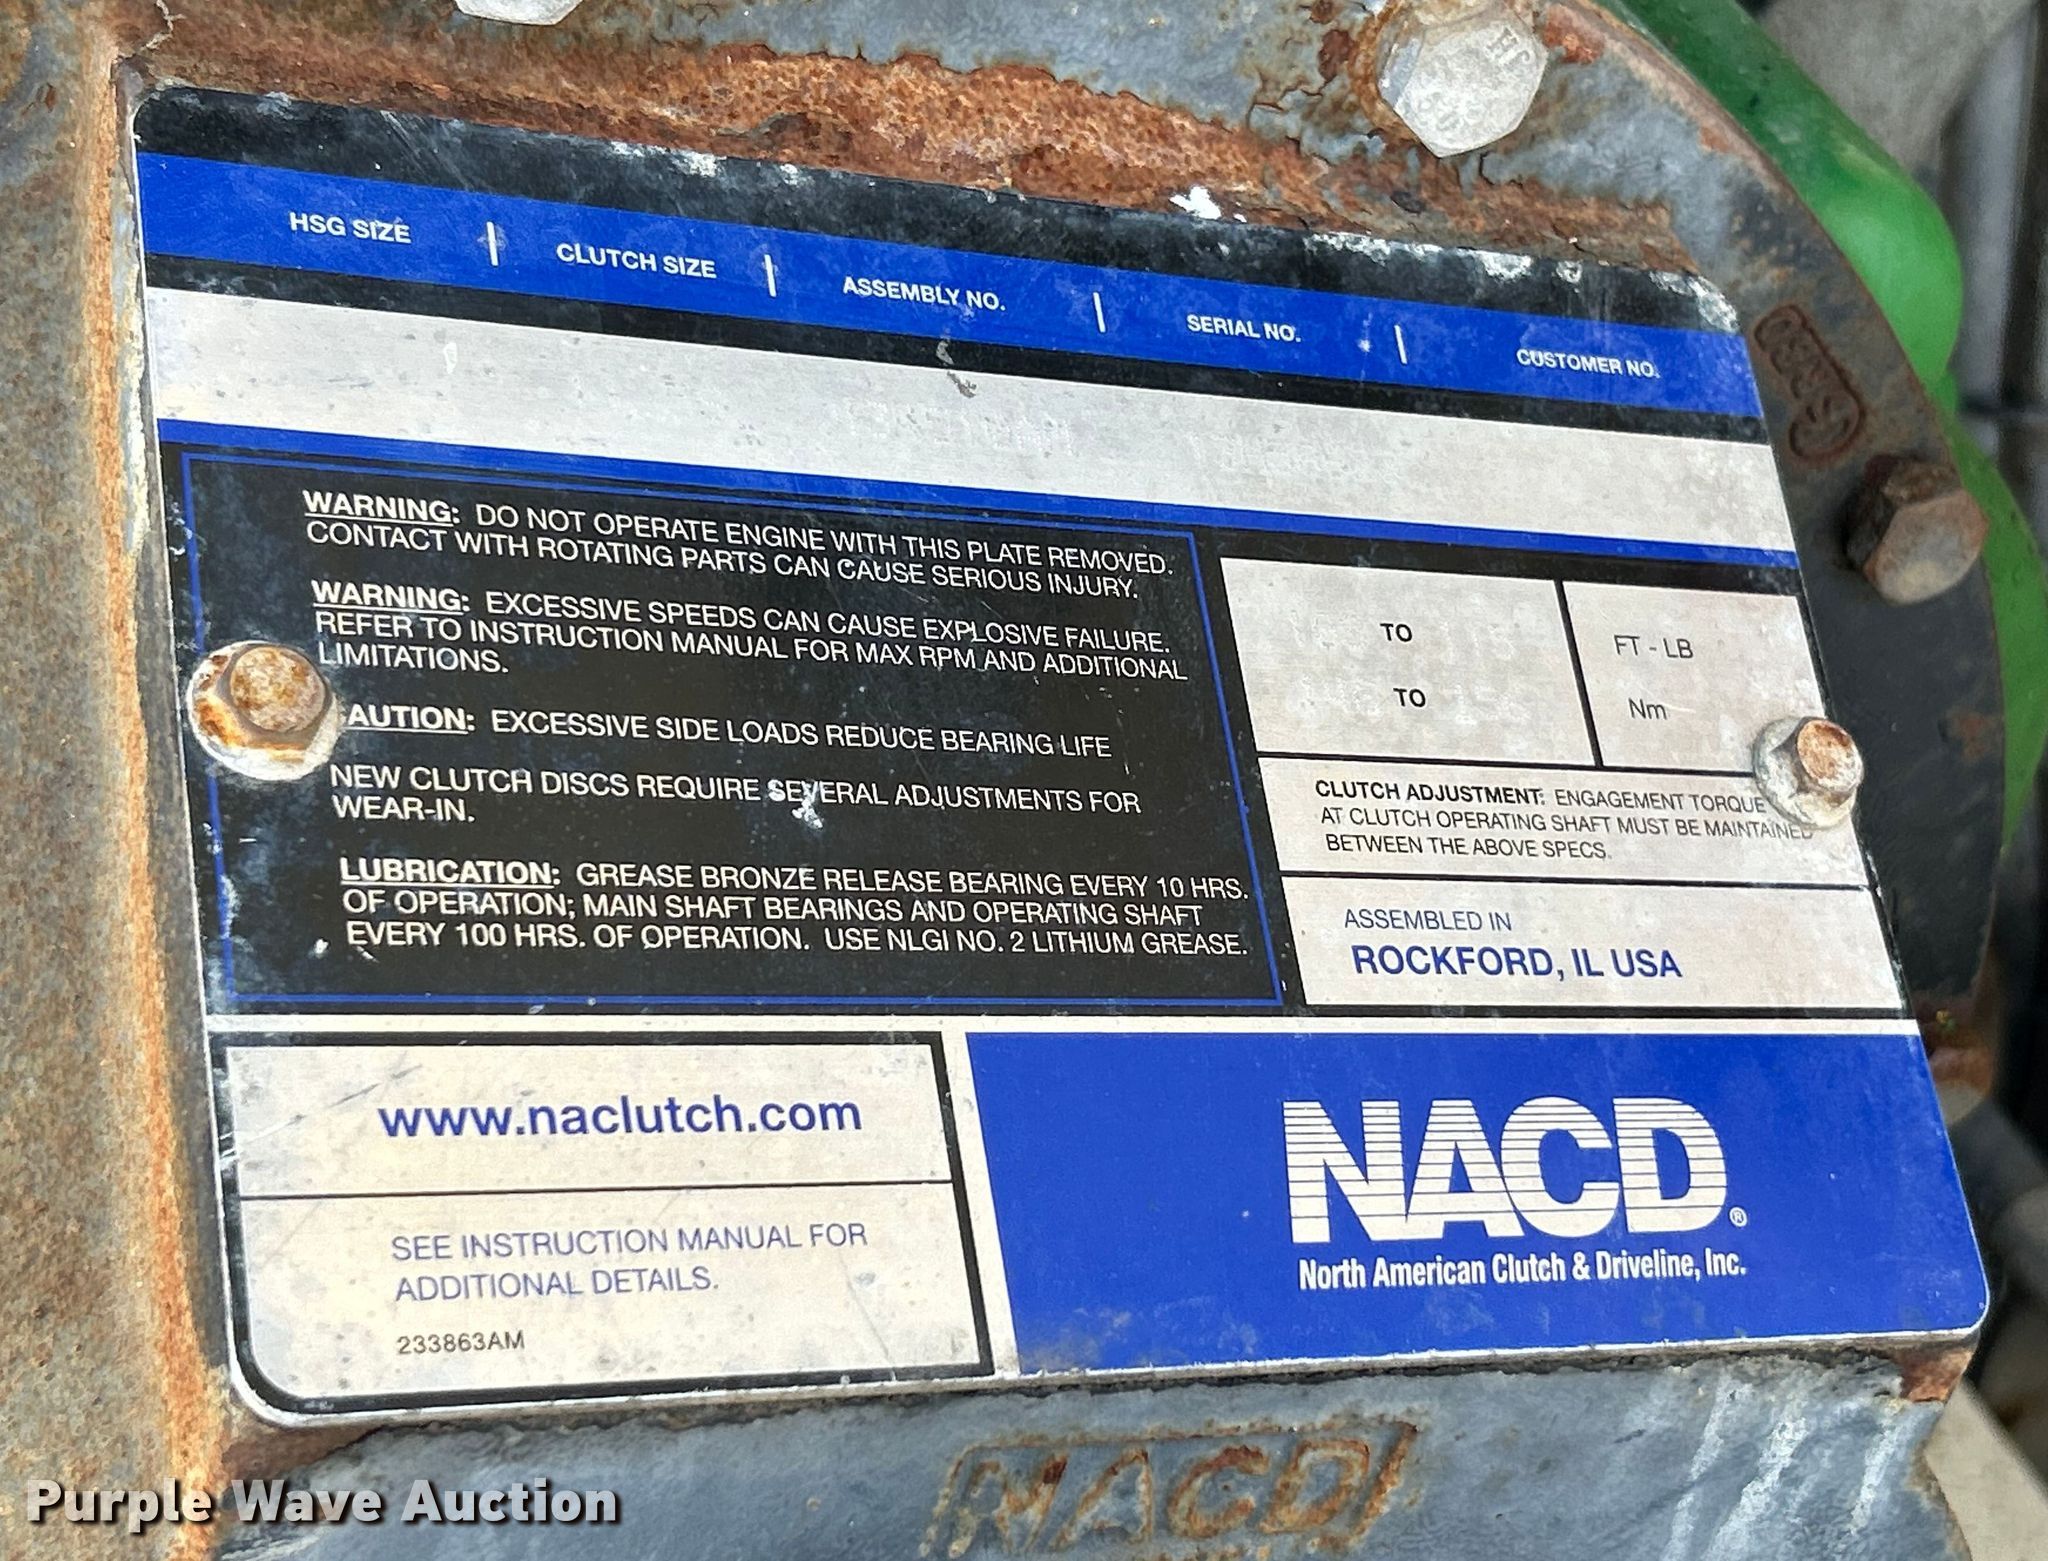 HSG SIZE | CLUTCH SIZE | ASSEMBLY NO. | SERIAL NO. | CUSTOMER NO.
WARNING: DO NOT OPERATE ENGINE WITH THIS PLATE REMOVED.
CONTACT WITH ROTATING PARTS CAN CAUSE SERIOUS INJURY.
WARNING: EXCESSIVE SPEEDS CAN CAUSE EXPLOSIVE FAILURE.
REFER TO INSTRUCTION MANUAL FOR MAX RPM AND ADDITIONAL
LIMITATIONS.
CAUTION: EXCESSIVE SIDE LOADS REDUCE BEARING LIFE
NEW CLUTCH DISCS REQUIRE SEVERAL ADJUSTMENTS FOR
WEAR-IN.
LUBRICATION: GREASE BRONZE RELEASE BEARING EVERY 10 HRS.
OF OPERATION; MAIN SHAFT BEARINGS AND OPERATING SHAFT
EVERY 100 HRS. OF OPERATION. USE NLGI NO. 2 LITHIUM GREASE.
TO FT - LB
TO Nm
CLUTCH ADJUSTMENT: ENGAGEMENT TORQUE
AT CLUTCH OPERATING SHAFT MUST BE MAINTAINED
BETWEEN THE ABOVE SPECS.
ASSEMBLED IN
ROCKFORD, IL USA
www.naclutch.com
SEE INSTRUCTION MANUAL FOR
ADDITIONAL DETAILS.
233863AM
NACD®
North American Clutch & Driveline, Inc.
NACD
Purple Wave Auction